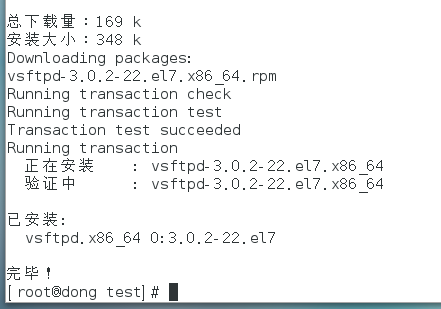 总下载量：169 k
安装大小：348 k
Downloading packages:
vsftpd-3.0.2-22.el7.x86_64.rpm
Running transaction check
Running transaction test
Transaction test succeeded
Running transaction
  正在安装    : vsftpd-3.0.2-22.el7.x86_64
  验证中      : vsftpd-3.0.2-22.el7.x86_64
已安装:
  vsftpd.x86_64 0:3.0.2-22.el7
完毕！
[root@dong test]#